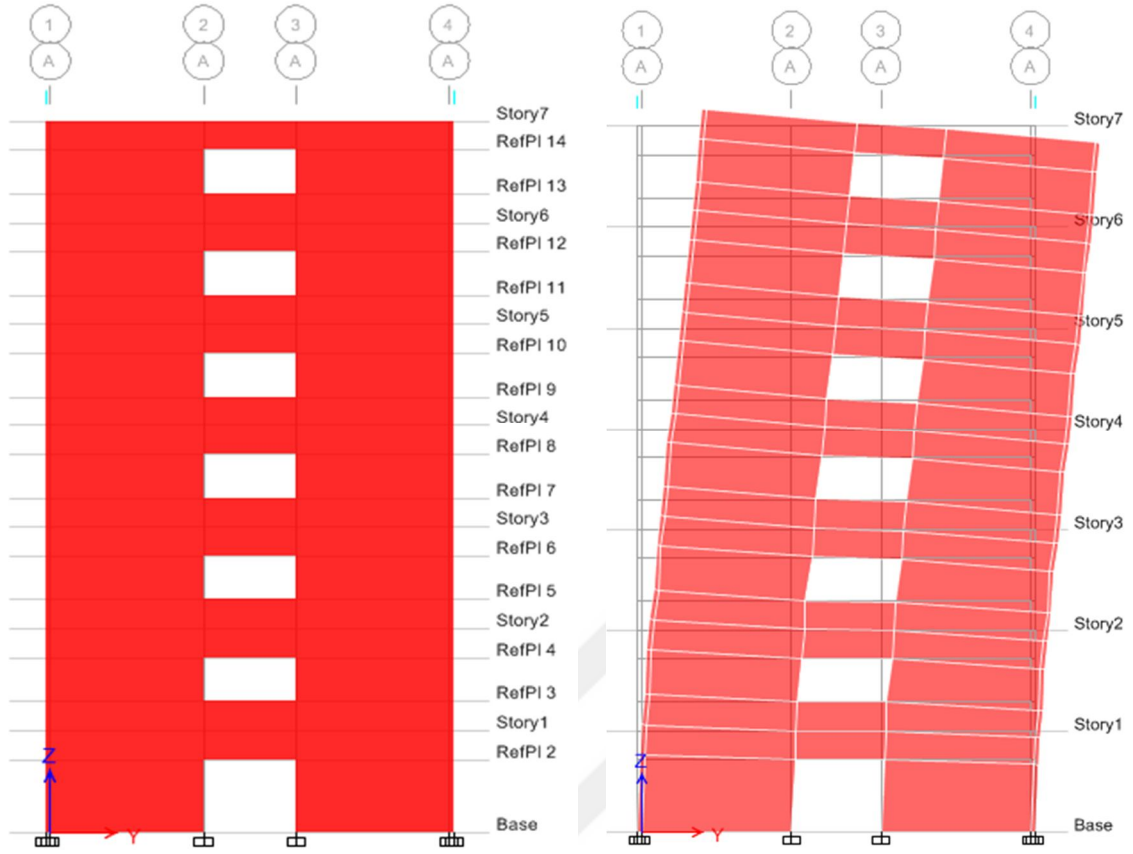 1 2 3 4
A A A A
Story7
RefPl 14
RefPl 13
Story6
RefPl 12
RefPl 11
Story5
RefPl 10
RefPl 9
Story4
RefPl 8
RefPl 7
Story3
RefPl 6
RefPl 5
Story2
RefPl 4
RefPl 3
Story1
RefPl 2
Z
Y
Base
1 2 3 4
A A A A
Story7
Story6
Story5
Story4
Story3
Story2
Story1
Z
Y
Base